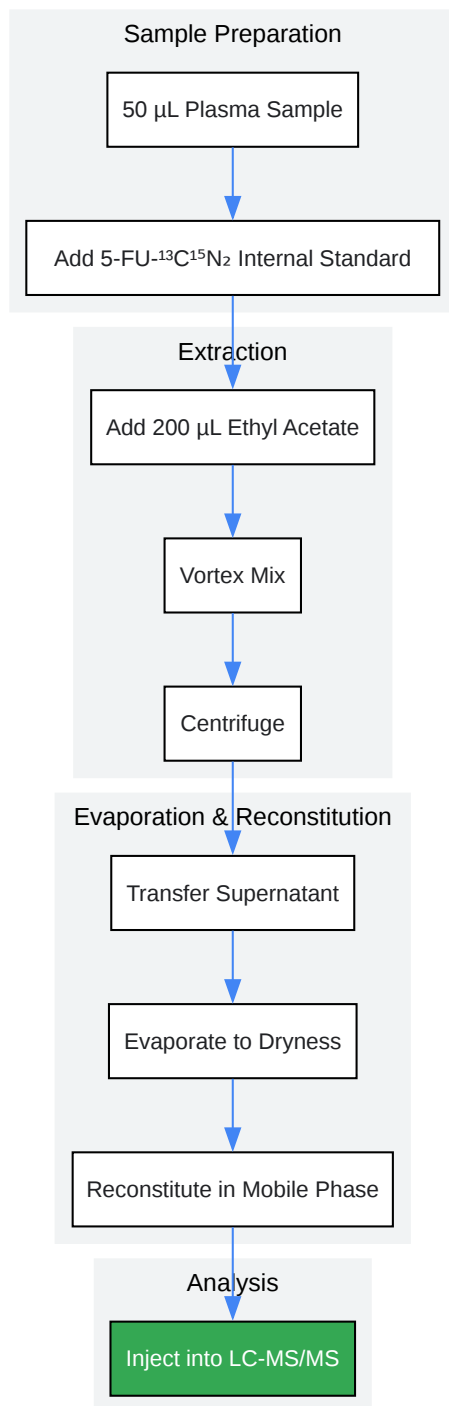 Sample Preparation
50 µL Plasma Sample
Add 5-FU-¹³C¹⁵N₂ Internal Standard
Extraction
Add 200 µL Ethyl Acetate
Vortex Mix
Centrifuge
Evaporation & Reconstitution
Transfer Supernatant
Evaporate to Dryness
Reconstitute in Mobile Phase
Analysis
Inject into LC-MS/MS